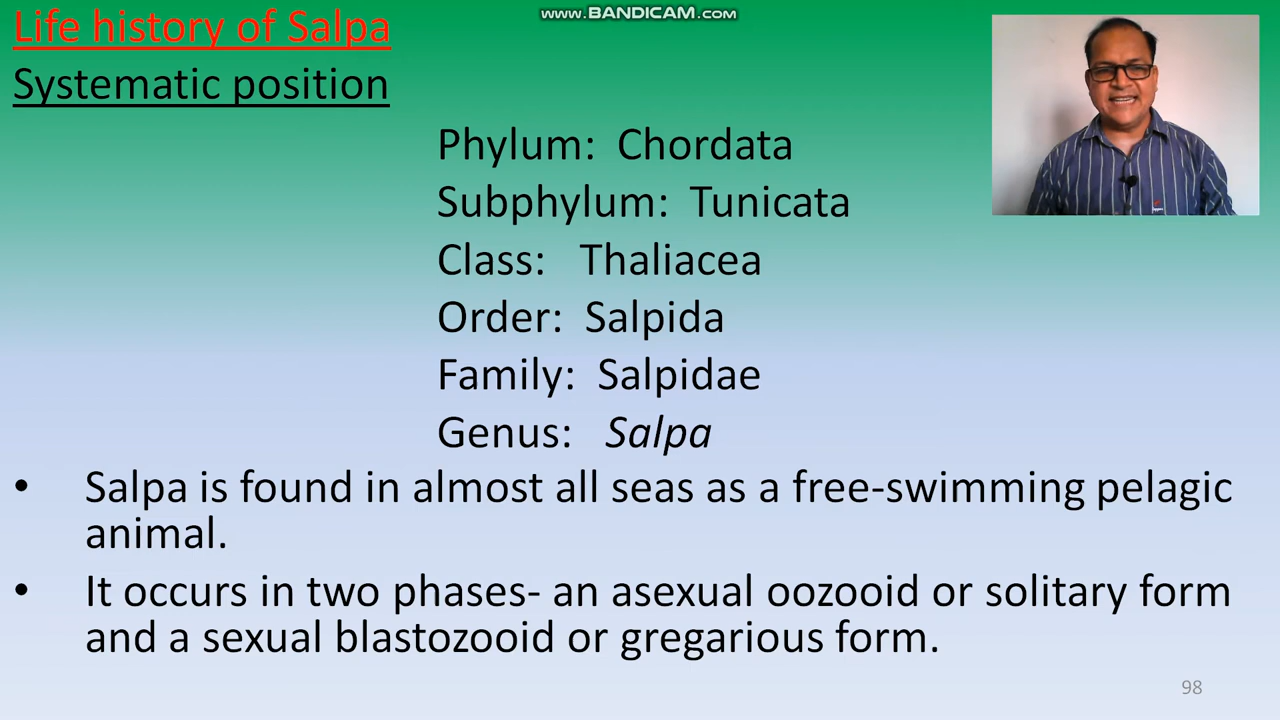 www.BANDICAM.com
Life history of Salpa
Systematic position
Phylum: Chordata
Subphylum: Tunicata
Class: Thaliacea
Order: Salpida
Family: Salpidae
Genus: Salpa
• Salpa is found in almost all seas as a free-swimming pelagic
animal.
• It occurs in two phases- an asexual oozooid or solitary form
and a sexual blastozooid or gregarious form.
98